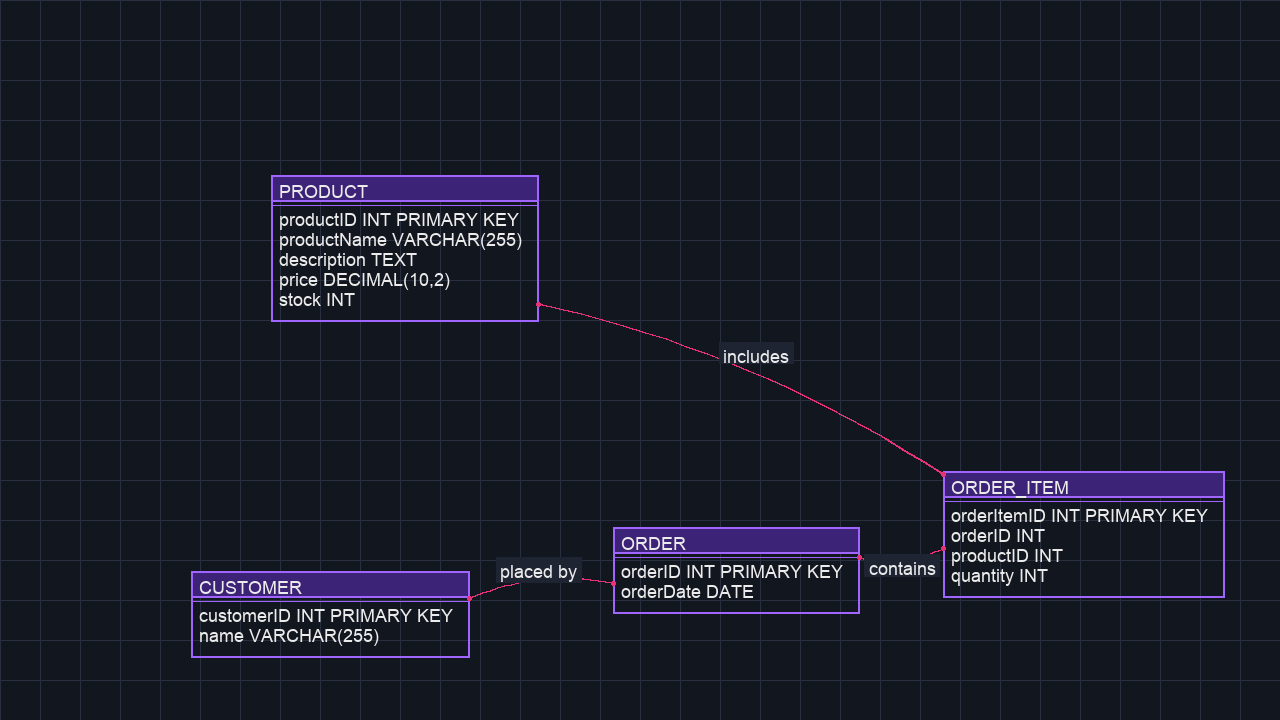 PRODUCT
productID INT PRIMARY KEY
productName VARCHAR(255)
description TEXT
price DECIMAL(10,2)
stock INT
includes
ORDER_ITEM
orderItemID INT PRIMARY KEY
orderID INT
productID INT
quantity INT
ORDER
orderID INT PRIMARY KEY
orderDate DATE
contains
placed by
CUSTOMER
customerID INT PRIMARY KEY
name VARCHAR(255)